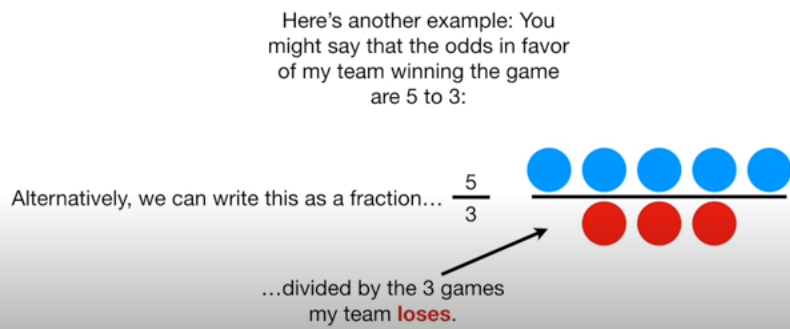 Here’s another example: You
might say that the odds in favor
of my team winning the game
are 5 to 3:
Alternatively, we can write this as a fraction…
5
3
…divided by the 3 games
my team loses.